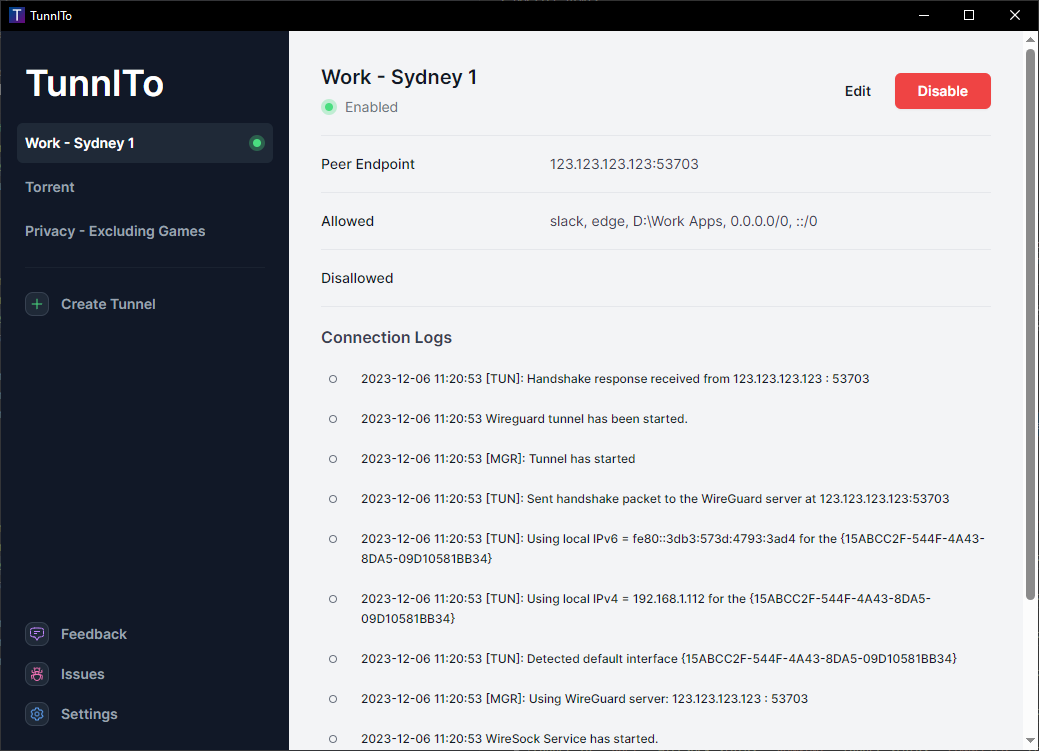 TunnlTo
TunnlTo
Work - Sydney 1
Torrent
Privacy - Excluding Games
Create Tunnel
Feedback
Issues
Settings
Work - Sydney 1
Enabled
Edit
Disable
Peer Endpoint
123.123.123.123:53703
Allowed
slack, edge, D:\Work Apps, 0.0.0.0/0, ::/0
Disallowed
Connection Logs
2023-12-06 11:20:53 [TUN]: Handshake response received from 123.123.123.123 : 53703
2023-12-06 11:20:53 Wireguard tunnel has been started.
2023-12-06 11:20:53 [MGR]: Tunnel has started
2023-12-06 11:20:53 [TUN]: Sent handshake packet to the WireGuard server at 123.123.123.123:53703
2023-12-06 11:20:53 [TUN]: Using local IPv6 = fe80::3db3:573d:4793:3ad4 for the {15ABCC2F-544F-4A43-
8DA5-09D10581BB34}
2023-12-06 11:20:53 [TUN]: Using local IPv4 = 192.168.1.112 for the {15ABCC2F-544F-4A43-8DA5-
09D10581BB34}
2023-12-06 11:20:53 [TUN]: Detected default interface {15ABCC2F-544F-4A43-8DA5-09D10581BB34}
2023-12-06 11:20:53 [MGR]: Using WireGuard server: 123.123.123.123 : 53703
2023-12-06 11:20:53 WireSock Service has started.